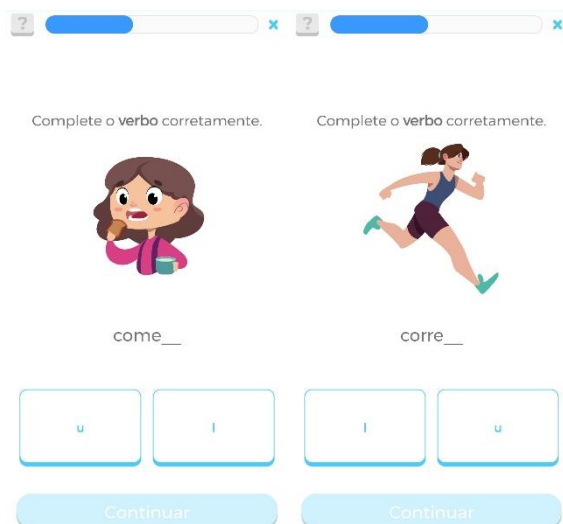 ?
×
Complete o verbo corretamente.
come__
u
l
Continuar
?
×
Complete o verbo corretamente.
corre__
l
u
Continuar